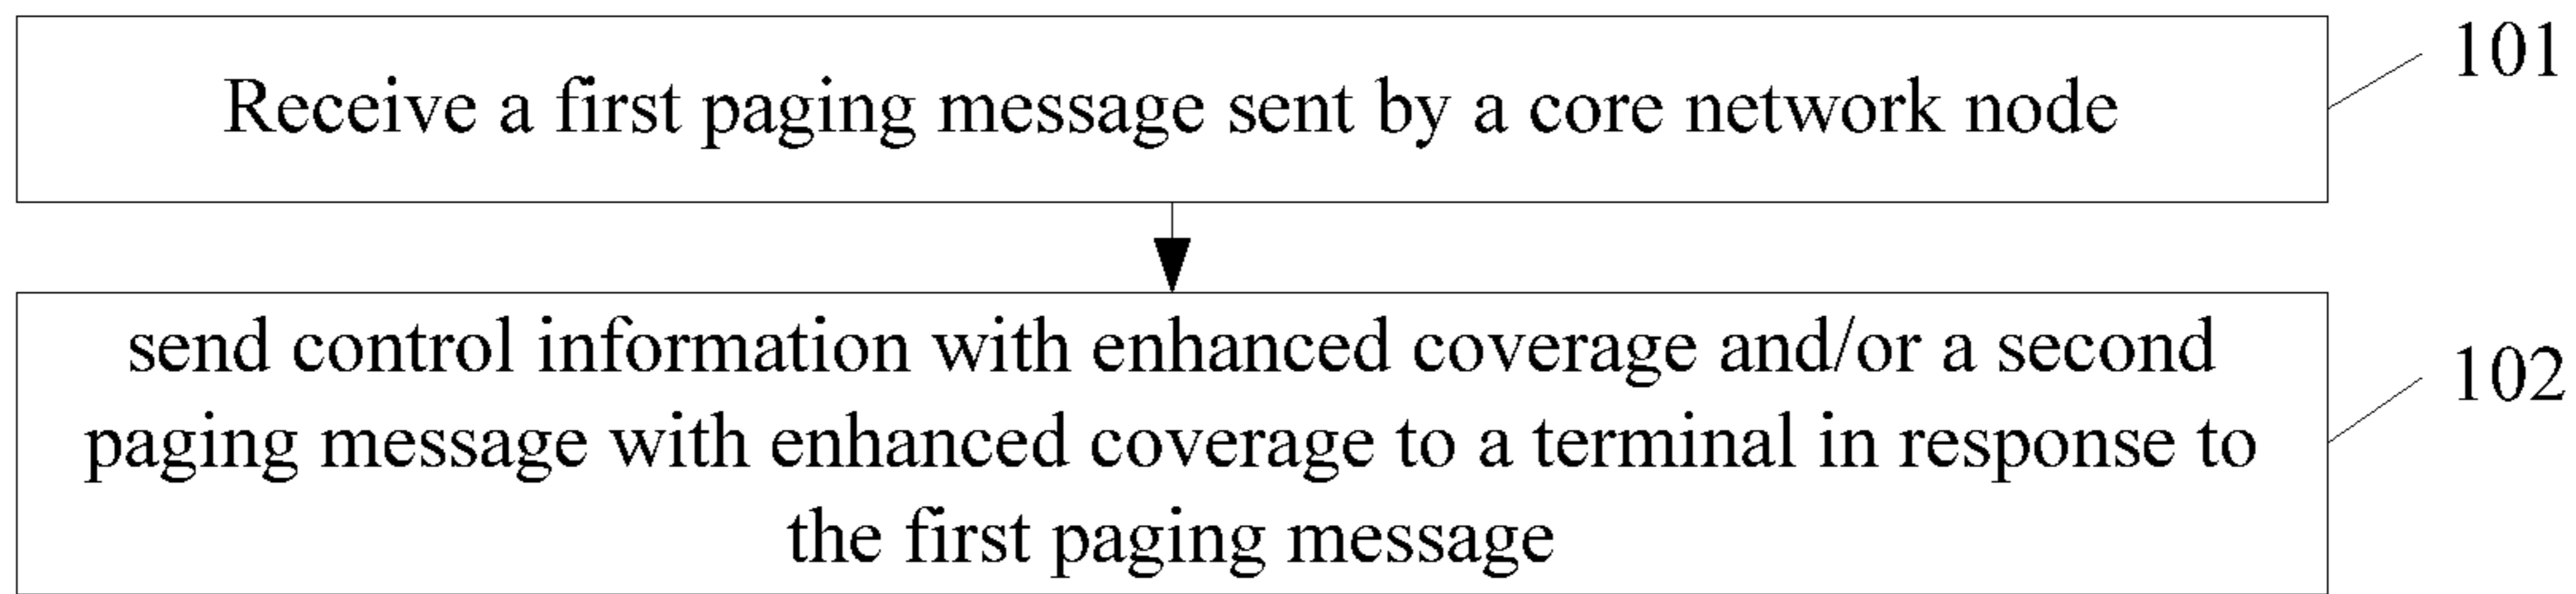 Receive a first paging message sent by a core network node
101
send control information with enhanced coverage and/or a second
paging message with enhanced coverage to a terminal in response to
the first paging message
102